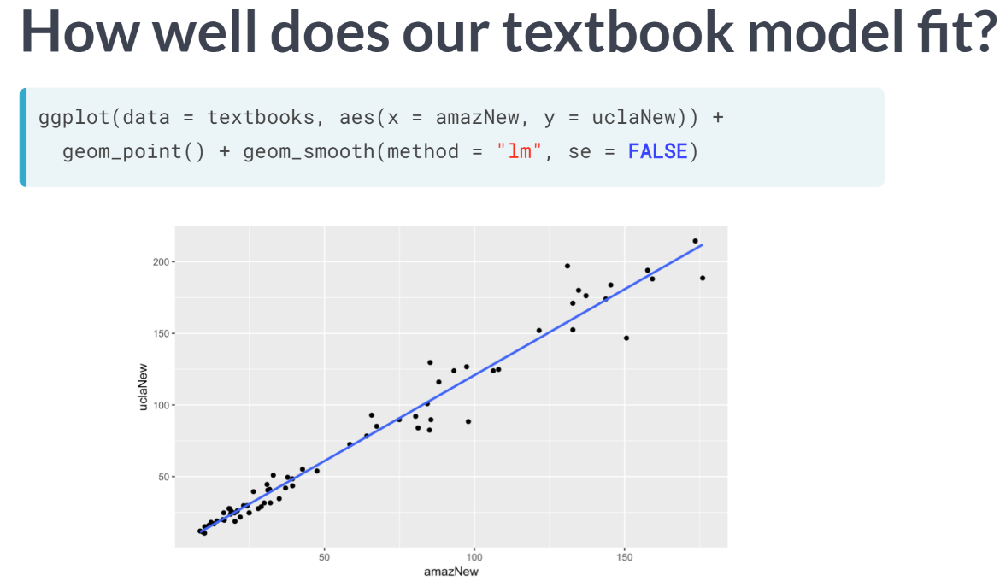 How well does our textbook model fit?
ggplot(data = textbooks, aes(x = amazNew, y = uclaNew)) +
  geom_point() + geom_smooth(method = "lm", se = FALSE)
200
150
100
50
uclaNew
50
100
150
amazNew